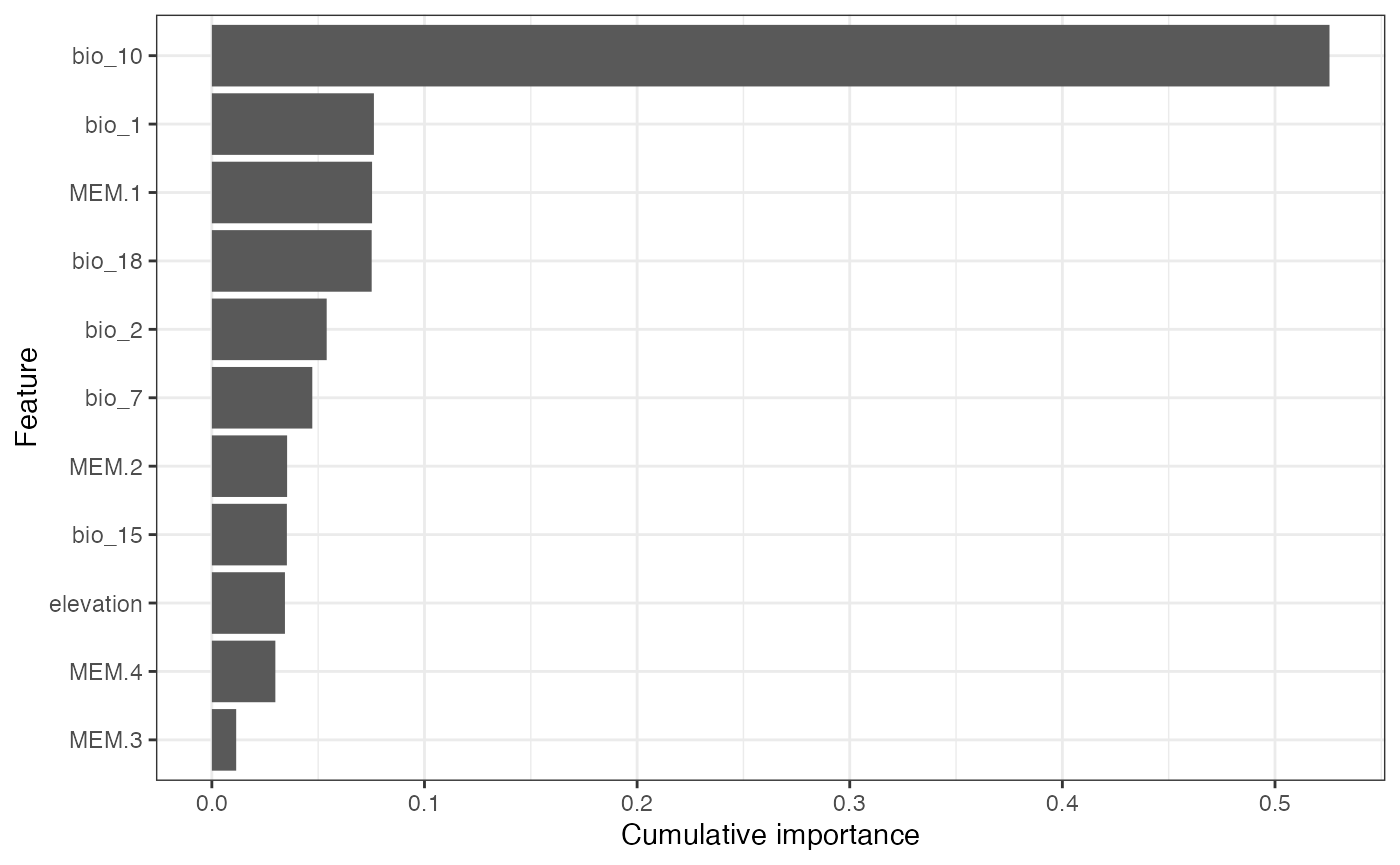 Feature
bio_10
bio_1
MEM.1
bio_18
bio_2
bio_7
MEM.2
bio_15
elevation
MEM.4
MEM.3
0.0 0.1 0.2 0.3 0.4 0.5
Cumulative importance